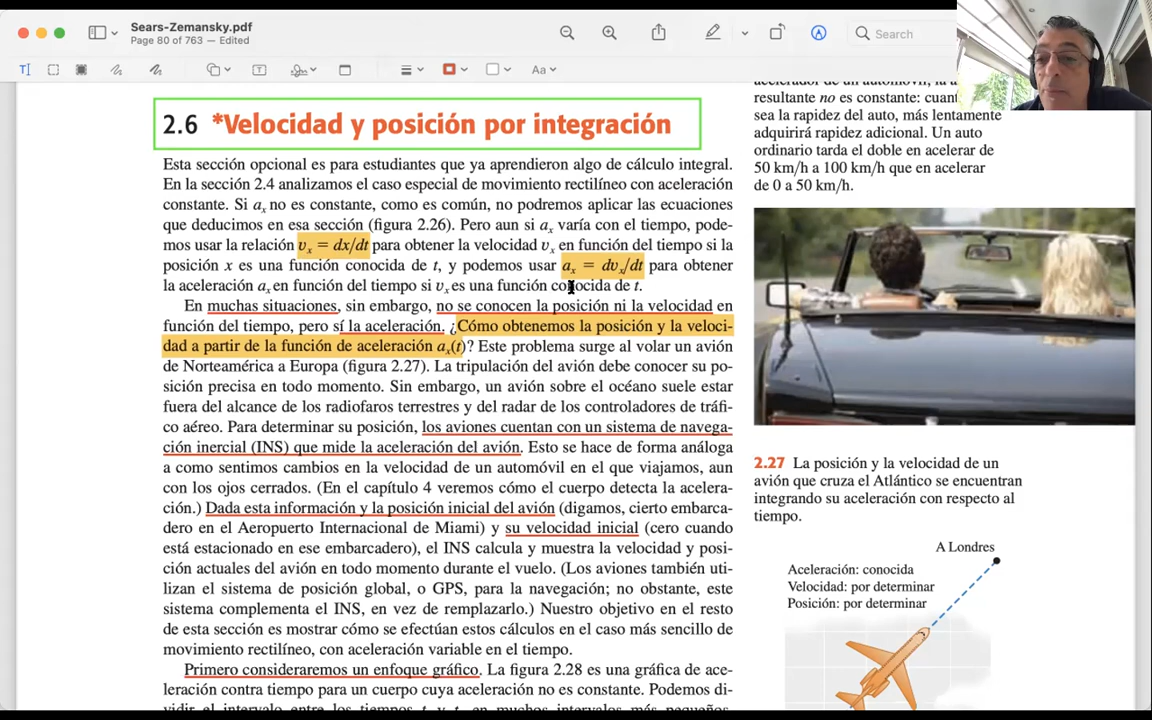 Sears-Zemansky.pdf
Page 80 of 763 — Edited
Search
Aa
2.6 *Velocidad y posición por integración
Esta sección opcional es para estudiantes que ya aprendieron algo de cálculo integral.
En la sección 2.4 analizamos el caso especial de movimiento rectilíneo con aceleración
constante. Si aₓ no es constante, como es común, no podremos aplicar las ecuaciones
que deducimos en esa sección (figura 2.26). Pero aun si aₓ varía con el tiempo, pode-
mos usar la relación υₓ = dx/dt para obtener la velocidad υₓ en función del tiempo si la
posición x es una función conocida de t, y podemos usar aₓ = dυₓ/dt para obtener
la aceleración aₓ en función del tiempo si υₓ es una función conocida de t.
En muchas situaciones, sin embargo, no se conocen la posición ni la velocidad en
función del tiempo, pero sí la aceleración. ¿Cómo obtenemos la posición y la veloci-
dad a partir de la función de aceleración aₓ(t)? Este problema surge al volar un avión
de Norteamérica a Europa (figura 2.27). La tripulación del avión debe conocer su po-
sición precisa en todo momento. Sin embargo, un avión sobre el océano suele estar
fuera del alcance de los radiofaros terrestres y del radar de los controladores de tráfi-
co aéreo. Para determinar su posición, los aviones cuentan con un sistema de navega-
ción inercial (INS) que mide la aceleración del avión. Esto se hace de forma análoga
a como sentimos cambios en la velocidad de un automóvil en el que viajamos, aun
con los ojos cerrados. (En el capítulo 4 veremos cómo el cuerpo detecta la acelera-
ción.) Dada esta información y la posición inicial del avión (digamos, cierto embarca-
dero en el Aeropuerto Internacional de Miami) y su velocidad inicial (cero cuando
está estacionado en ese embarcadero), el INS calcula y muestra la velocidad y posi-
ción actuales del avión en todo momento durante el vuelo. (Los aviones también uti-
lizan el sistema de posición global, o GPS, para la navegación; no obstante, este
sistema complementa el INS, en vez de remplazarlo.) Nuestro objetivo en el resto
de esta sección es mostrar cómo se efectúan estos cálculos en el caso más sencillo de
movimiento rectilíneo, con aceleración variable en el tiempo.
Primero consideraremos un enfoque gráfico. La figura 2.28 es una gráfica de ace-
leración contra tiempo para un cuerpo cuya aceleración no es constante. Podemos di-
vidir el intervalo entre los tiempos t₁ y t₂ en muchos intervalos más pequeños,
acelerador de un automóvil, la
resultante no es constante: cuan
sea la rapidez del auto, más lentamente
adquirirá rapidez adicional. Un auto
ordinario tarda el doble en acelerar de
50 km/h a 100 km/h que en acelerar
de 0 a 50 km/h.
2.27 La posición y la velocidad de un
avión que cruza el Atlántico se encuentran
integrando su aceleración con respecto al
tiempo.
A Londres
Aceleración: conocida
Velocidad: por determinar
Posición: por determinar